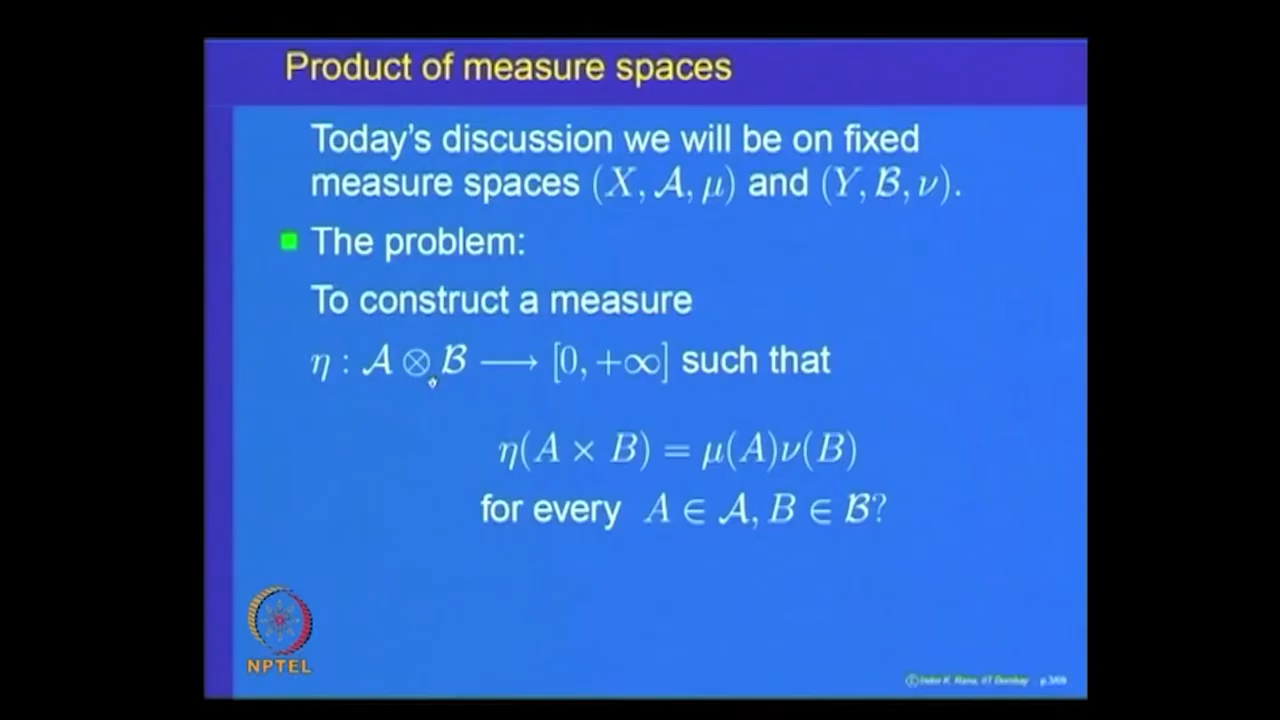 Product of measure spaces
Today's discussion we will be on fixed
measure spaces (X, 𝒜, μ) and (Y, ℬ, ν).
The problem:
To construct a measure
η : 𝒜 ⊗ ℬ ⟶ [0, +∞] such that
η(A × B) = μ(A)ν(B)
for every A ∈ 𝒜, B ∈ ℬ?
NPTEL